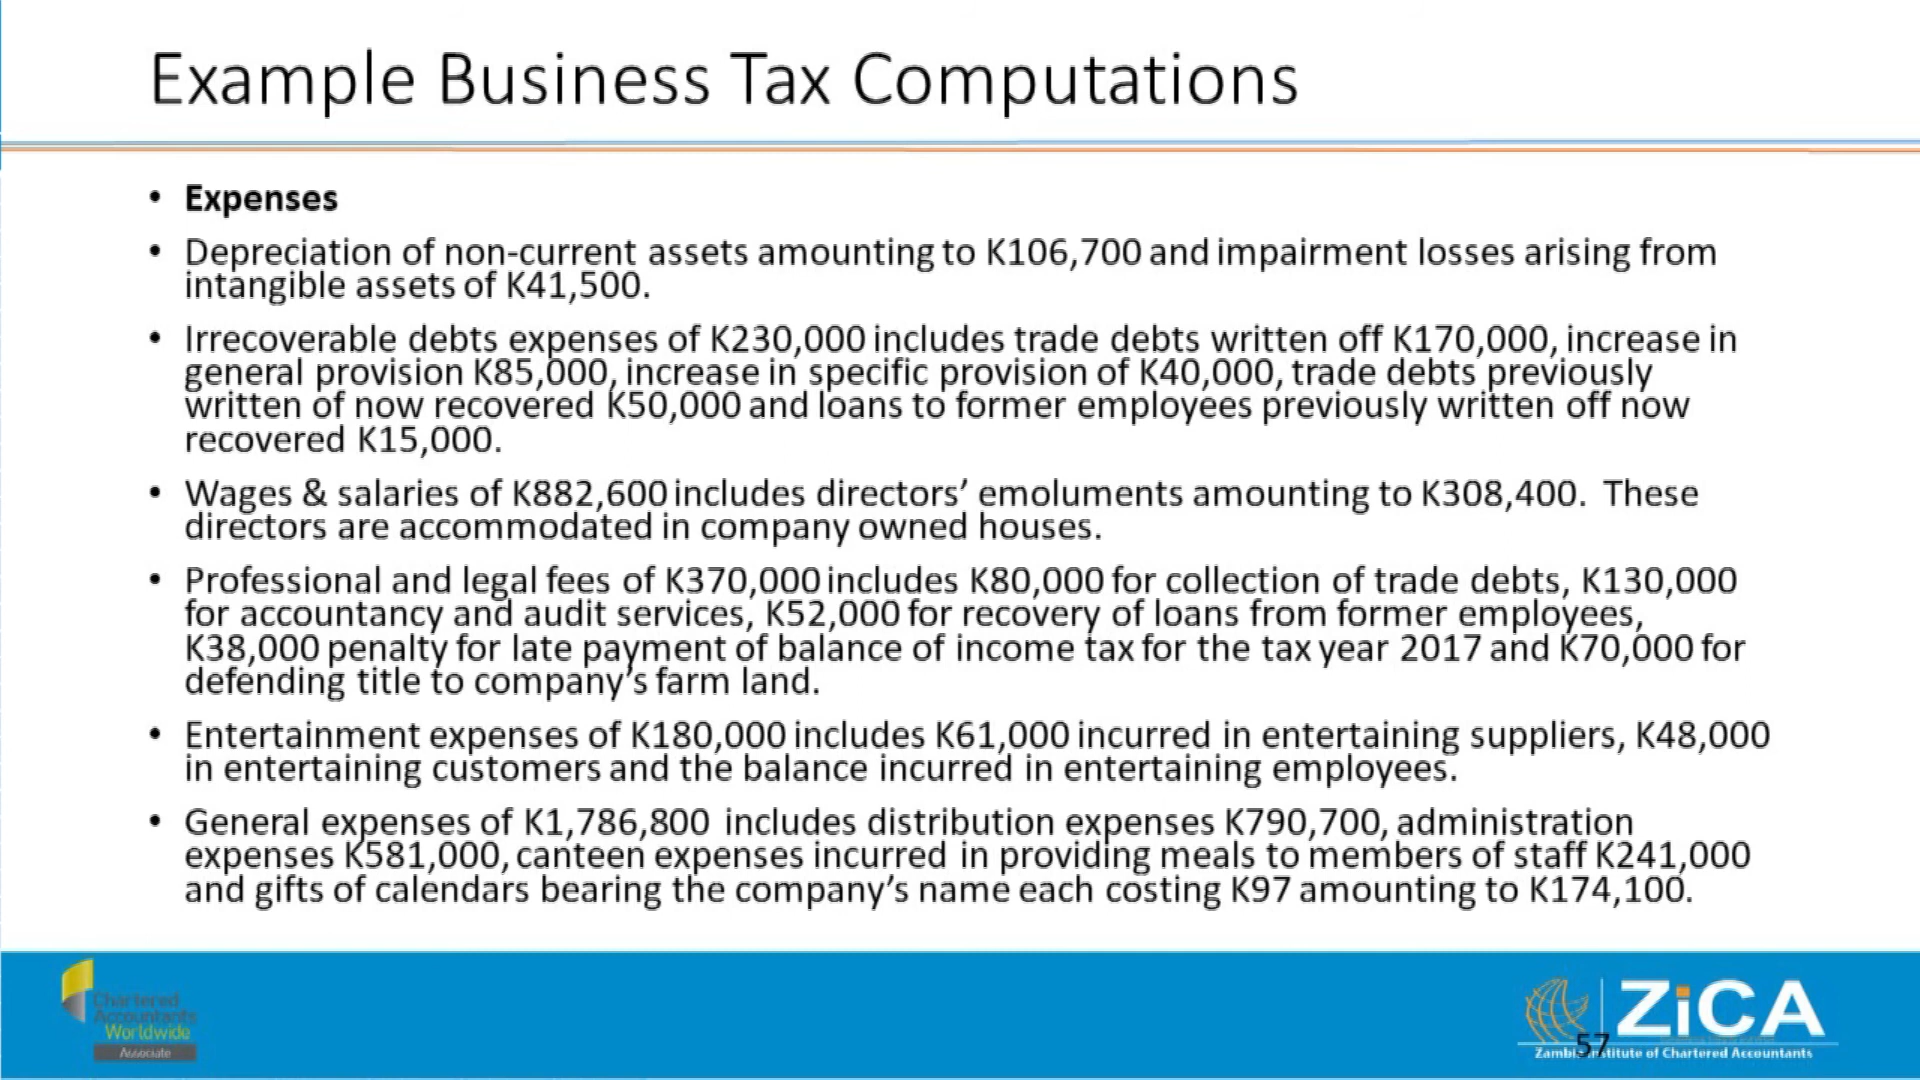 Example Business Tax Computations
• Expenses
• Depreciation of non-current assets amounting to K106,700 and impairment losses arising from
intangible assets of K41,500.
• Irrecoverable debts expenses of K230,000 includes trade debts written off K170,000, increase in
general provision K85,000, increase in specific provision of K40,000, trade debts previously
written of now recovered K50,000 and loans to former employees previously written off now
recovered K15,000.
• Wages & salaries of K882,600 includes directors’ emoluments amounting to K308,400. These
directors are accommodated in company owned houses.
• Professional and legal fees of K370,000 includes K80,000 for collection of trade debts, K130,000
for accountancy and audit services, K52,000 for recovery of loans from former employees,
K38,000 penalty for late payment of balance of income tax for the tax year 2017 and K70,000 for
defending title to company’s farm land.
• Entertainment expenses of K180,000 includes K61,000 incurred in entertaining suppliers, K48,000
in entertaining customers and the balance incurred in entertaining employees.
• General expenses of K1,786,800 includes distribution expenses K790,700, administration
expenses K581,000, canteen expenses incurred in providing meals to members of staff K241,000
and gifts of calendars bearing the company’s name each costing K97 amounting to K174,100.
Chartered
Accountants
Worldwide
Associate
ZiCA
57
Zambia Institute of Chartered Accountants